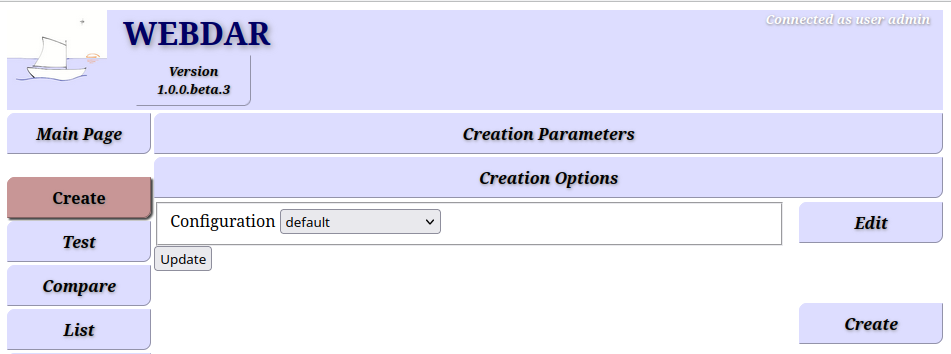 WEBDAR
Connected as user admin
Version
1.0.0.beta.3
Main Page
Creation Parameters
Creation Options
Create
Configuration default
Edit
Test
Update
Compare
List
Create